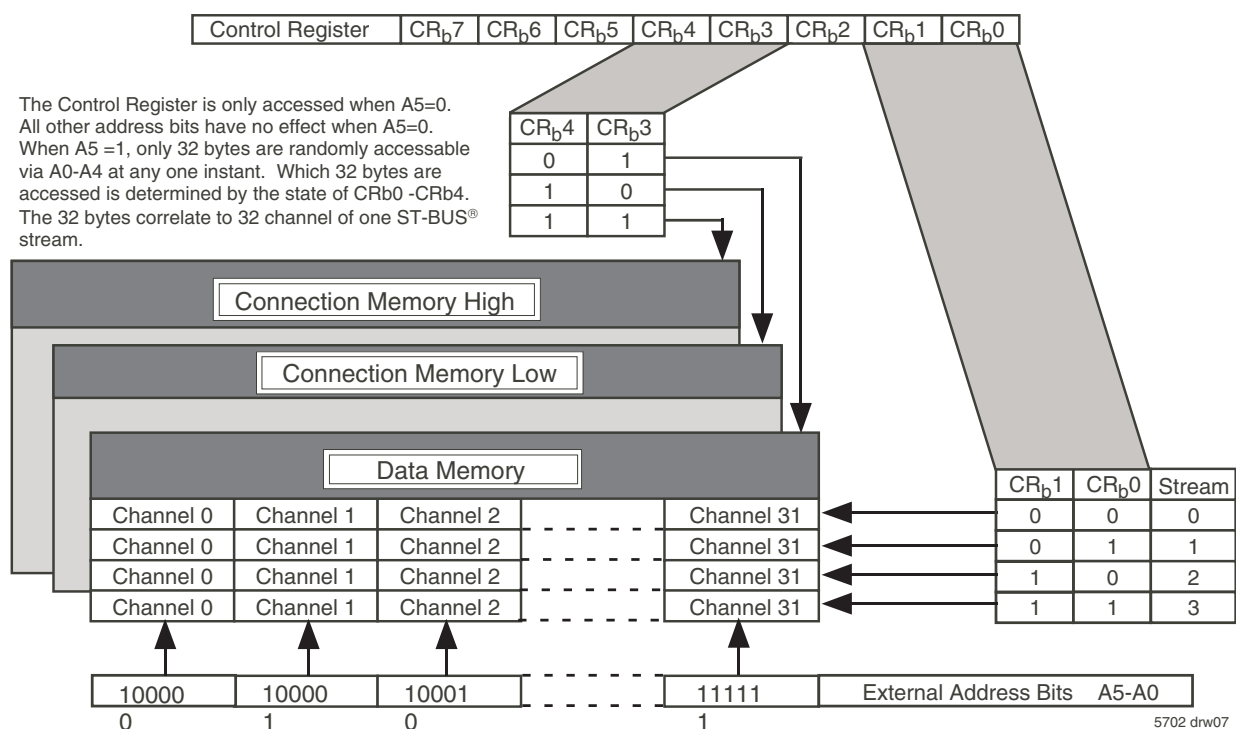 Control Register CRb7 CRb6 CRb5 CRb4 CRb3 CRb2 CRb1 CRb0
The Control Register is only accessed when A5=0.
All other address bits have no effect when A5=0.
When A5 =1, only 32 bytes are randomly accessable
via A0-A4 at any one instant. Which 32 bytes are
accessed is determined by the state of CRb0 -CRb4.
The 32 bytes correlate to 32 channel of one ST-BUS®
stream.
CRb4 CRb3
0 1
1 0
1 1
Connection Memory High
Connection Memory Low
Data Memory
CRb1 CRb0 Stream
Channel 0 Channel 1 Channel 2 Channel 31 0 0 0
Channel 0 Channel 1 Channel 2 Channel 31 0 1 1
Channel 0 Channel 1 Channel 2 Channel 31 1 0 2
Channel 0 Channel 1 Channel 2 Channel 31 1 1 3
10000 10000 10001 11111 External Address Bits A5-A0
0 1 0 1
5702 drw07